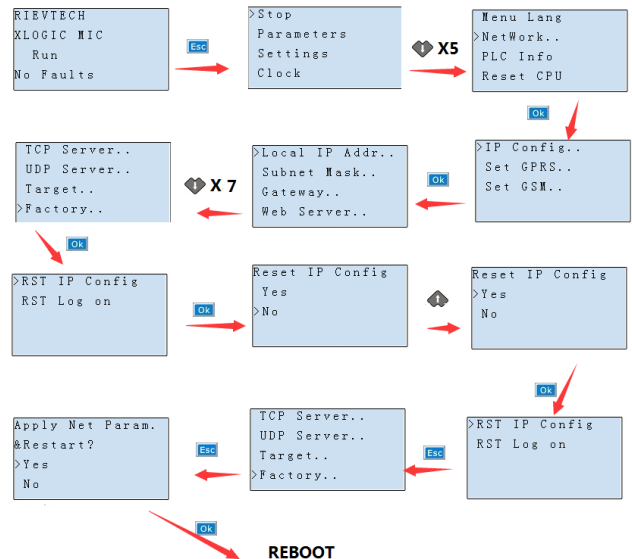 RIEVTECH
XLOGIC MIC
Run
No Faults
Esc
>Stop
Parameters
Settings
Clock
X5
Menu Lang
>NetWork..
PLC Info
Reset CPU
Ok
>IP Config..
Set GPRS..
Set GSM..
Ok
>Local IP Addr..
Subnet Mask..
Gateway..
Web Server..
X 7
TCP Server..
UDP Server..
Target..
>Factory..
Ok
>RST IP Config
RST Log on
Ok
Reset IP Config
Yes
>No
Reset IP Config
>Yes
No
Ok
>RST IP Config
RST Log on
Esc
TCP Server..
UDP Server..
Target..
>Factory..
Esc
Apply Net Param.
&Restart?
>Yes
No
Ok
REBOOT